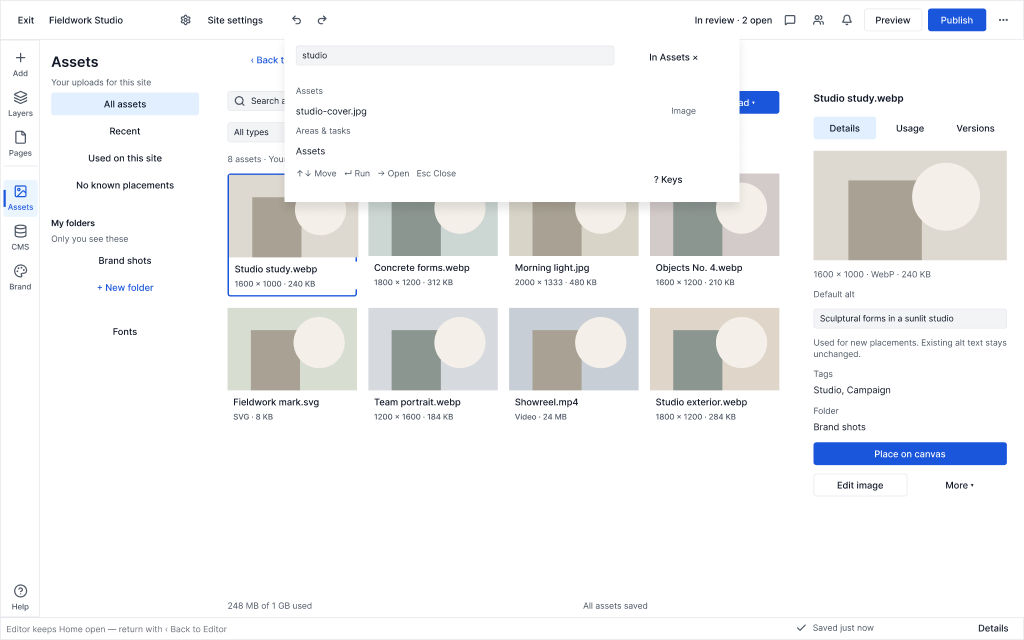 Exit Fieldwork Studio Site settings In review · 2 open Preview Publish
studio
In Assets ×
Assets
studio-cover.jpg Image
Areas & tasks
Assets
↑↓ Move ↵ Run → Open Esc Close
? Keys
Add
Layers
Pages
Assets
CMS
Brand
Help
Assets
Your uploads for this site
All assets
Recent
Used on this site
No known placements
My folders
Only you see these
Brand shots
+ New folder
Fonts
‹ Back t
Search a
ad ▾
All types
8 assets · You
Studio study.webp
1600 × 1000 · 240 KB
Concrete forms.webp
1800 × 1200 · 312 KB
Morning light.jpg
2000 × 1333 · 480 KB
Objects No. 4.webp
1600 × 1200 · 210 KB
Fieldwork mark.svg
SVG · 8 KB
Team portrait.webp
1200 × 1600 · 184 KB
Showreel.mp4
Video · 24 MB
Studio exterior.webp
1800 × 1200 · 284 KB
248 MB of 1 GB used
All assets saved
Studio study.webp
Details Usage Versions
1600 × 1000 · WebP · 240 KB
Default alt
Sculptural forms in a sunlit studio
Used for new placements. Existing alt text stays
unchanged.
Tags
Studio, Campaign
Folder
Brand shots
Place on canvas
Edit image More ▾
Editor keeps Home open — return with ‹ Back to Editor
Saved just now
Details